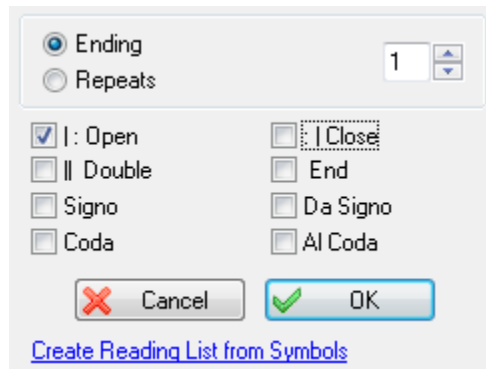 Ending
1
Repeats
|: Open
:| Close
|| Double
End
Signo
Da Signo
Coda
Al Coda
Cancel
OK
Create Reading List from Symbols